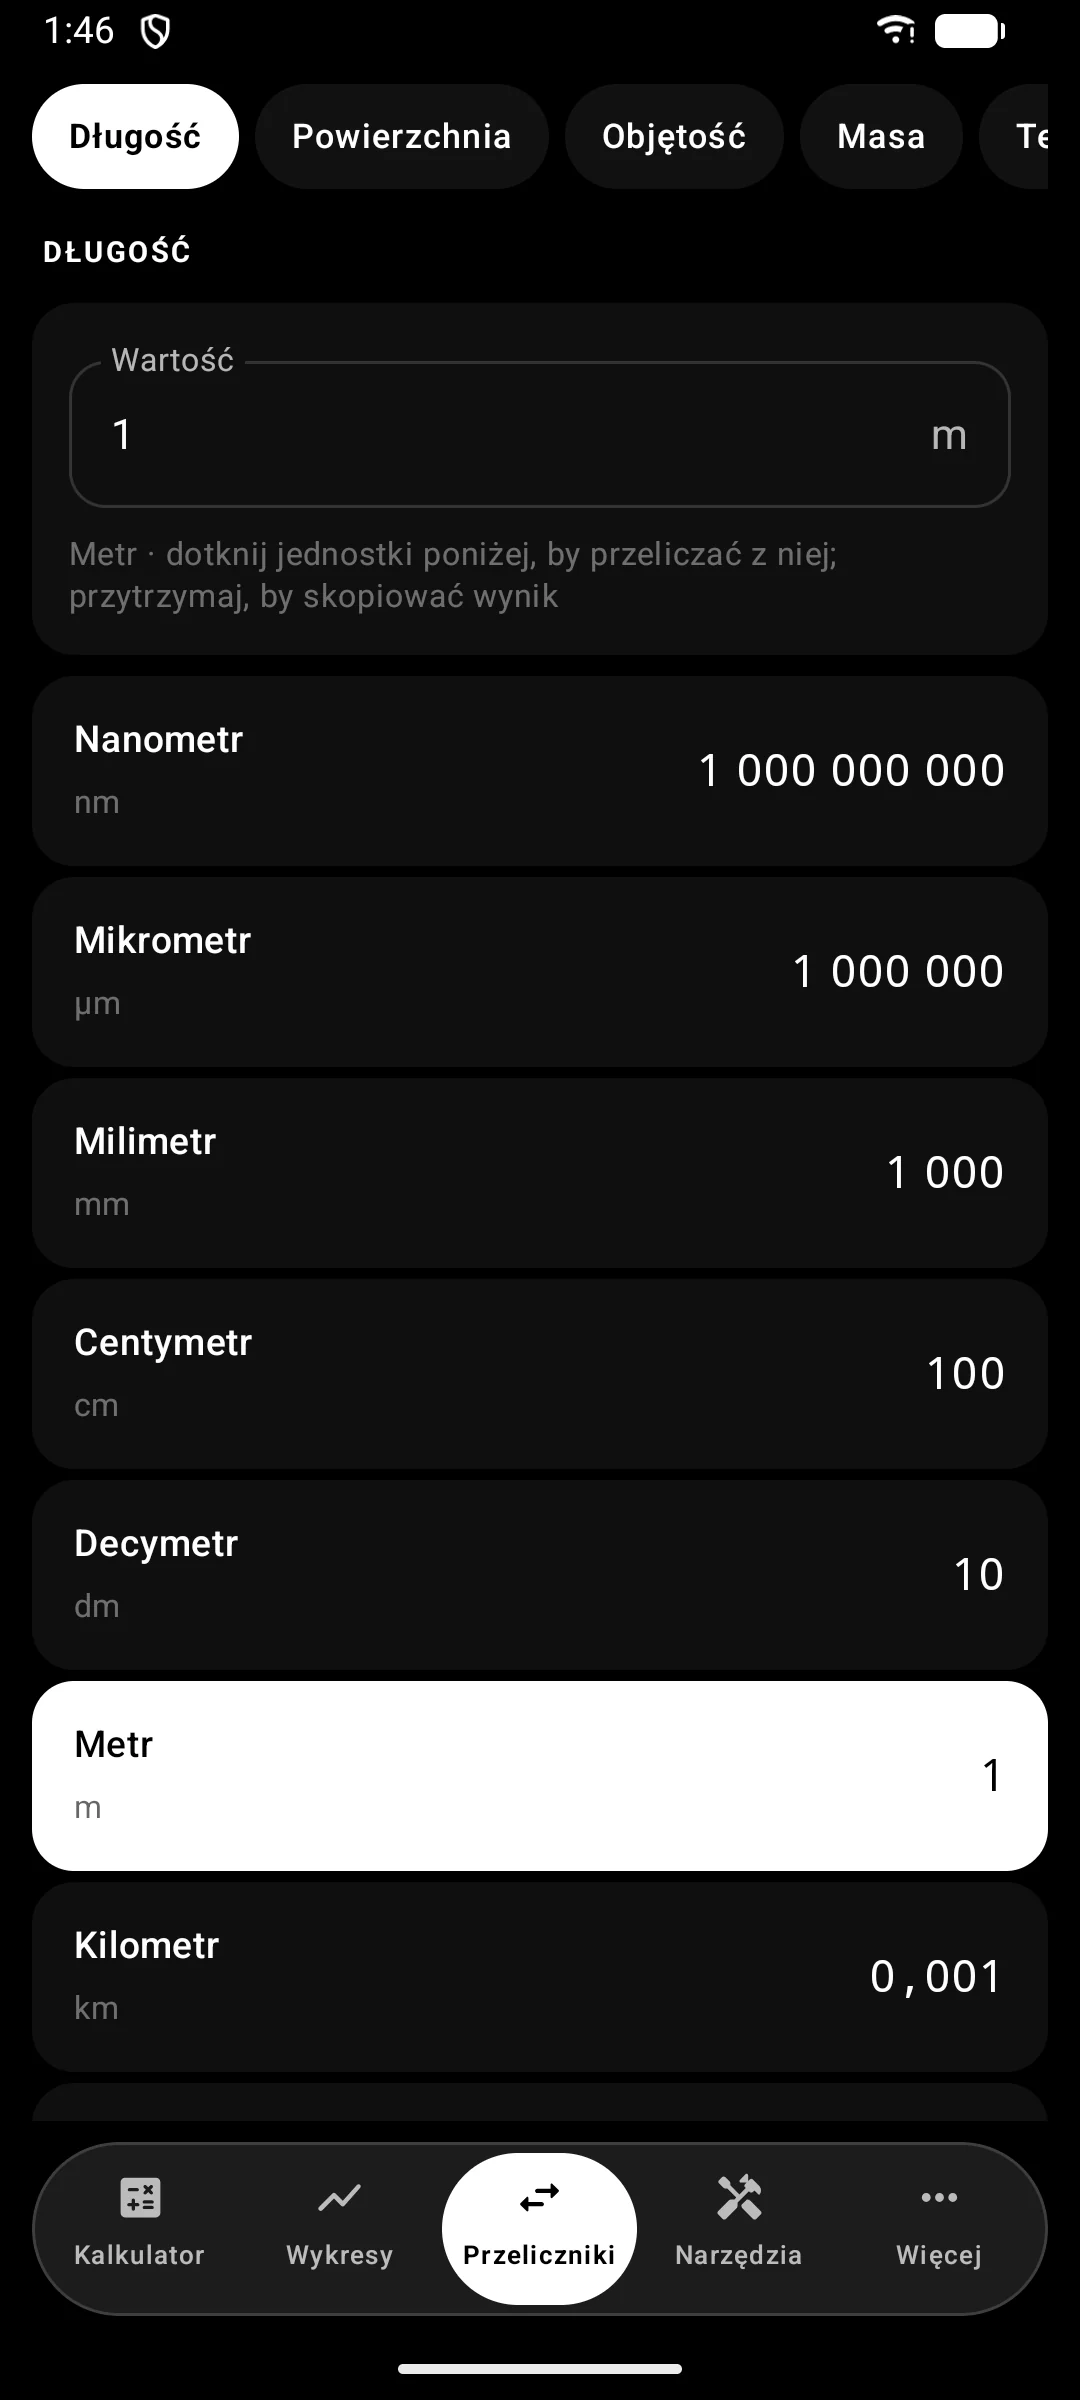 1:46
Długość
Powierzchnia
Objętość
Masa
DŁUGOŚĆ
Wartość
1 m
Metr · dotknij jednostki poniżej, by przeliczać z niej;
przytrzymaj, by skopiować wynik
Nanometr
1 000 000 000
nm
Mikrometr
1 000 000
µm
Milimetr
1 000
mm
Centymetr
100
cm
Decymetr
10
dm
Metr
1
m
Kilometr
0,001
km
Kalkulator
Wykresy
Przeliczniki
Narzędzia
Więcej